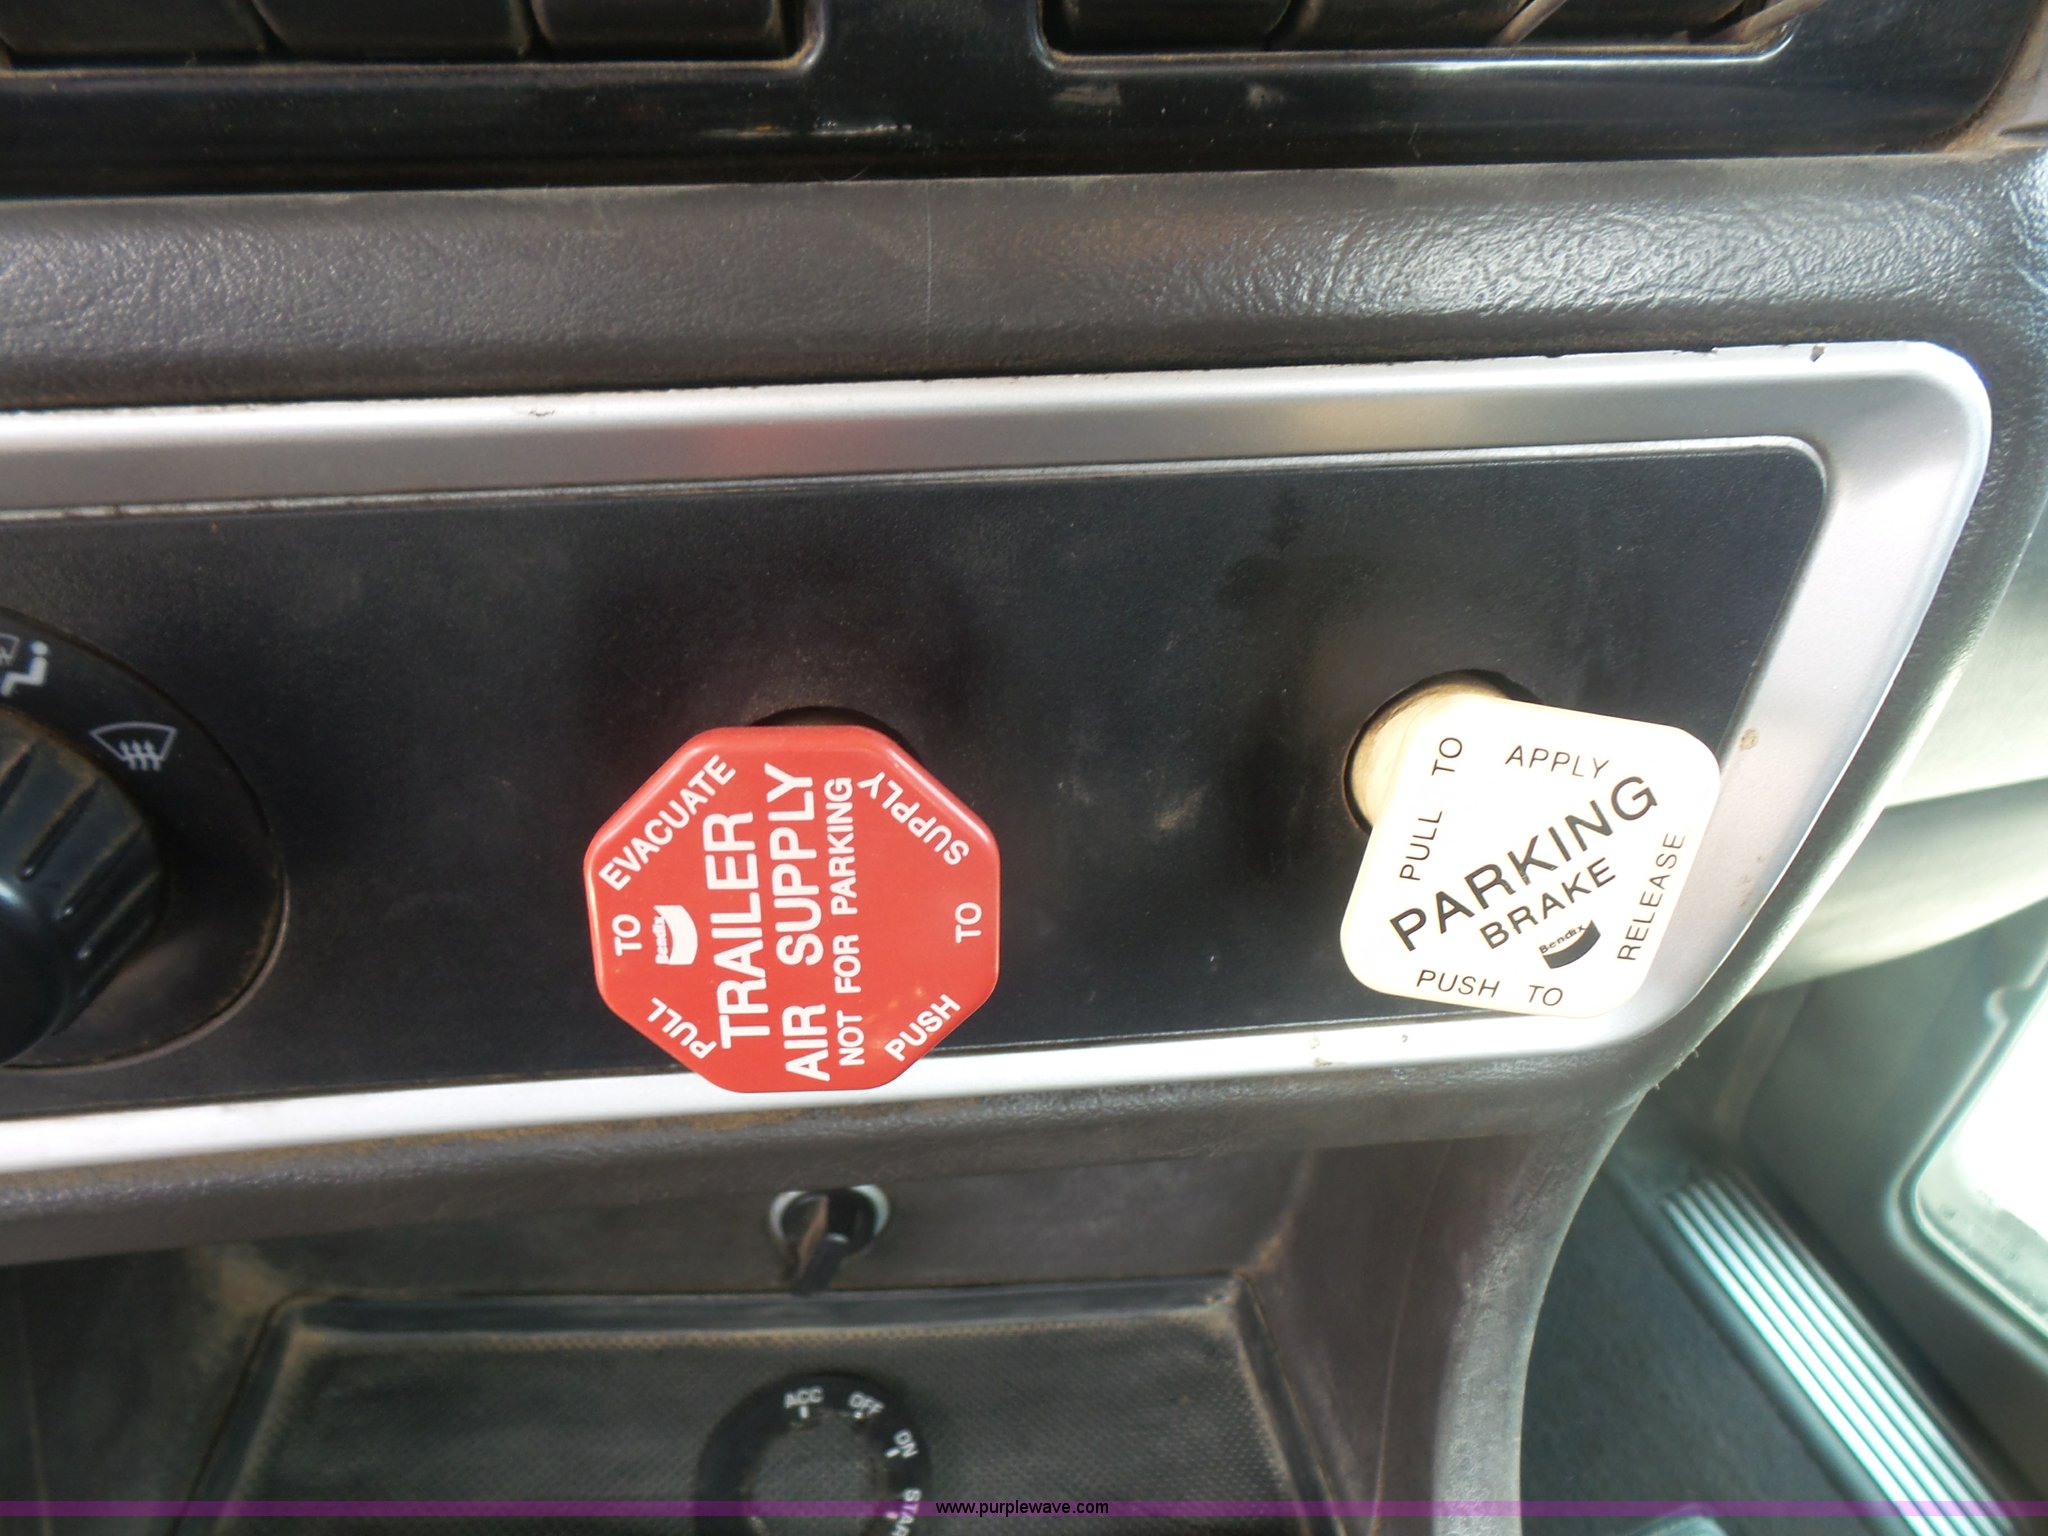 PULL TO EVACUATE
Bendix
TRAILER
AIR SUPPLY
NOT FOR PARKING
PUSH TO SUPPLY
PULL TO APPLY
PARKING
BRAKE
Bendix
PUSH TO RELEASE
ACC
OFF
ON
www.purplewave.com